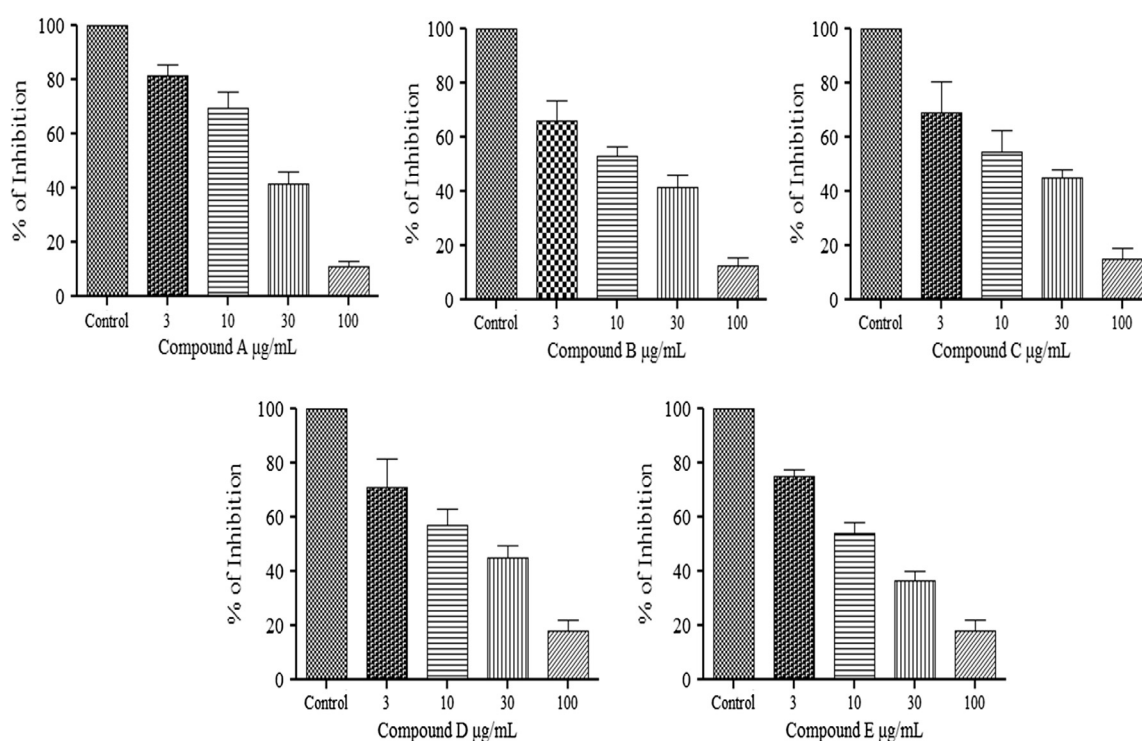 % of Inhibition
100
80
60
40
20
0
Control 3 10 30 100
Compound A µg/mL
% of Inhibition
100
80
60
40
20
0
Control 3 10 30 100
Compound B µg/mL
% of Inhibition
100
80
60
40
20
0
Control 3 10 30 100
Compound C µg/mL
% of Inhibition
100
80
60
40
20
0
Control 3 10 30 100
Compound D µg/mL
% of Inhibition
100
80
60
40
20
0
Control 3 10 30 100
Compound E µg/mL